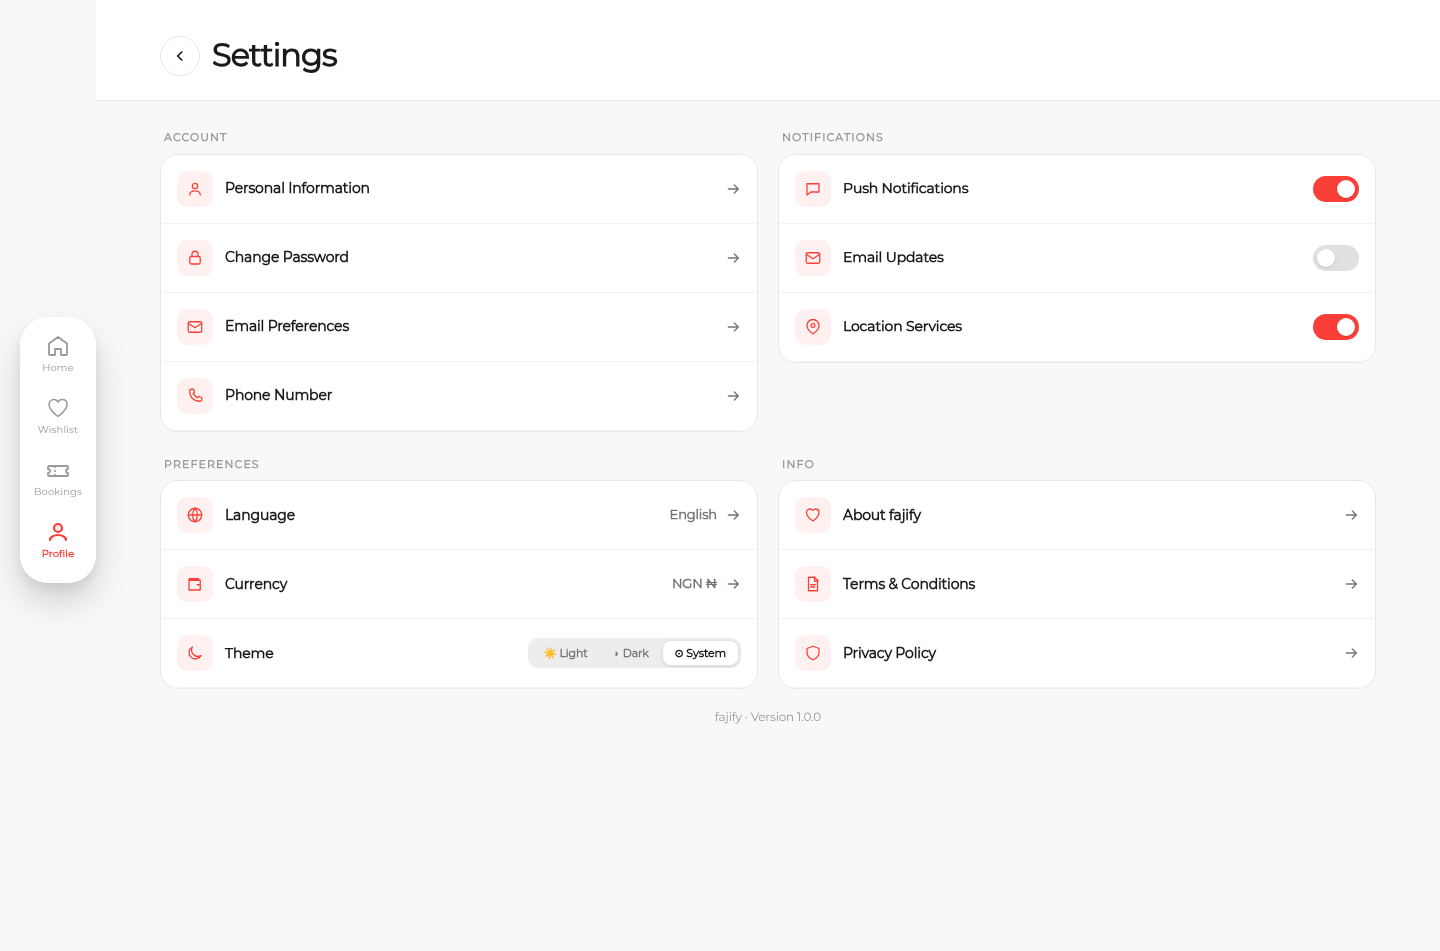 Settings
ACCOUNT
Personal Information
Change Password
Email Preferences
Phone Number
NOTIFICATIONS
Push Notifications
Email Updates
Location Services
Home
Wishlist
Bookings
Profile
PREFERENCES
Language English
Currency NGN ₦
Theme Light Dark System
INFO
About fajify
Terms & Conditions
Privacy Policy
fajify · Version 1.0.0